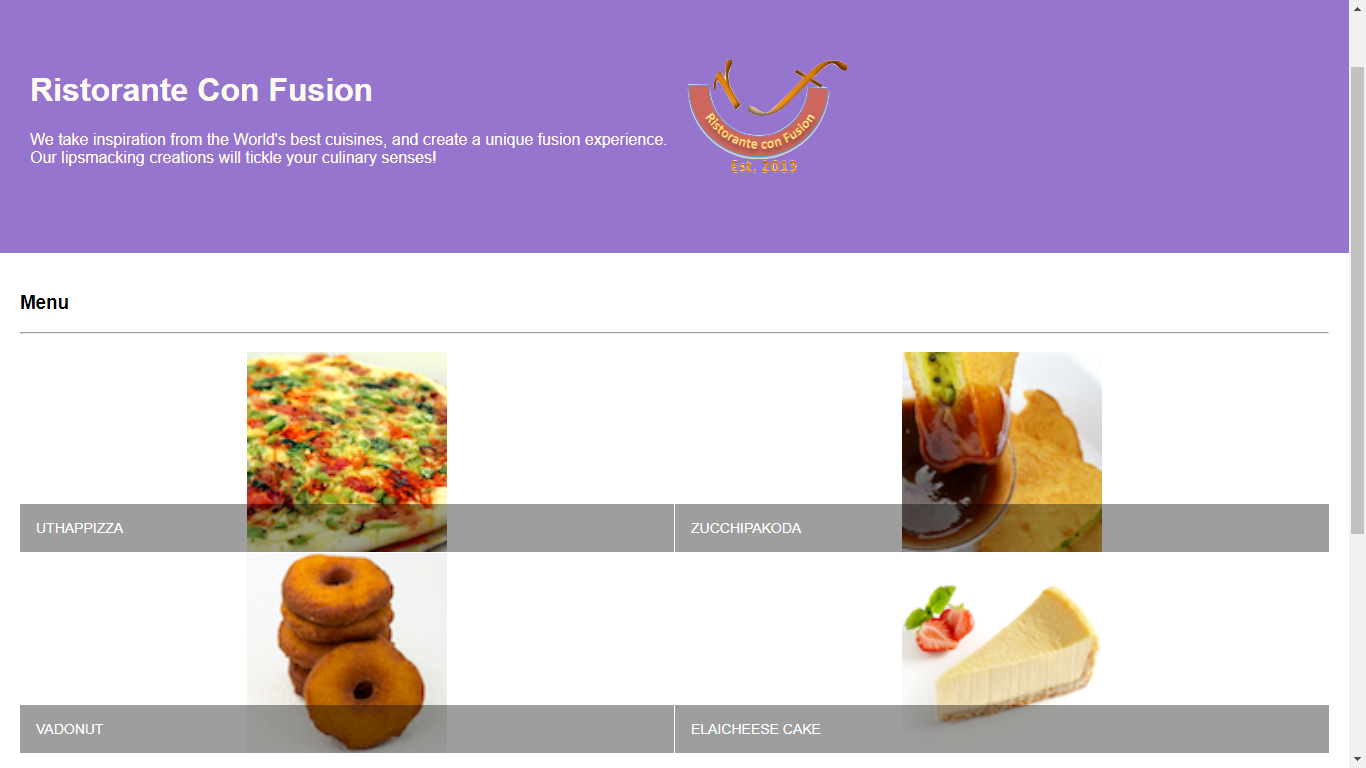 Ristorante Con Fusion
We take inspiration from the World's best cuisines, and create a unique fusion experience.
Our lipsmacking creations will tickle your culinary senses!
Ristorante con Fusion
Est. 2013
Menu
UTHAPPIZZA
ZUCCHIPAKODA
VADONUT
ELAICHEESE CAKE